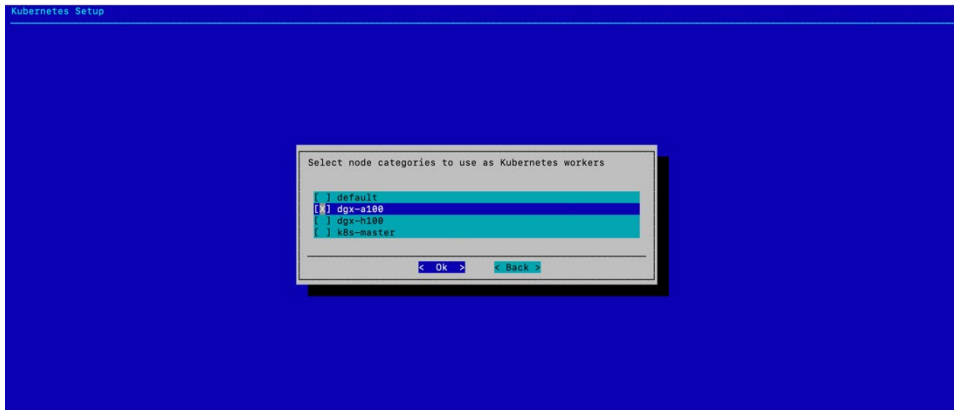 Kubernetes Setup
Select node categories to use as Kubernetes workers
[ ] default
[X] dgx-a100
[ ] dgx-h100
[ ] k8s-master
< Ok > < Back >